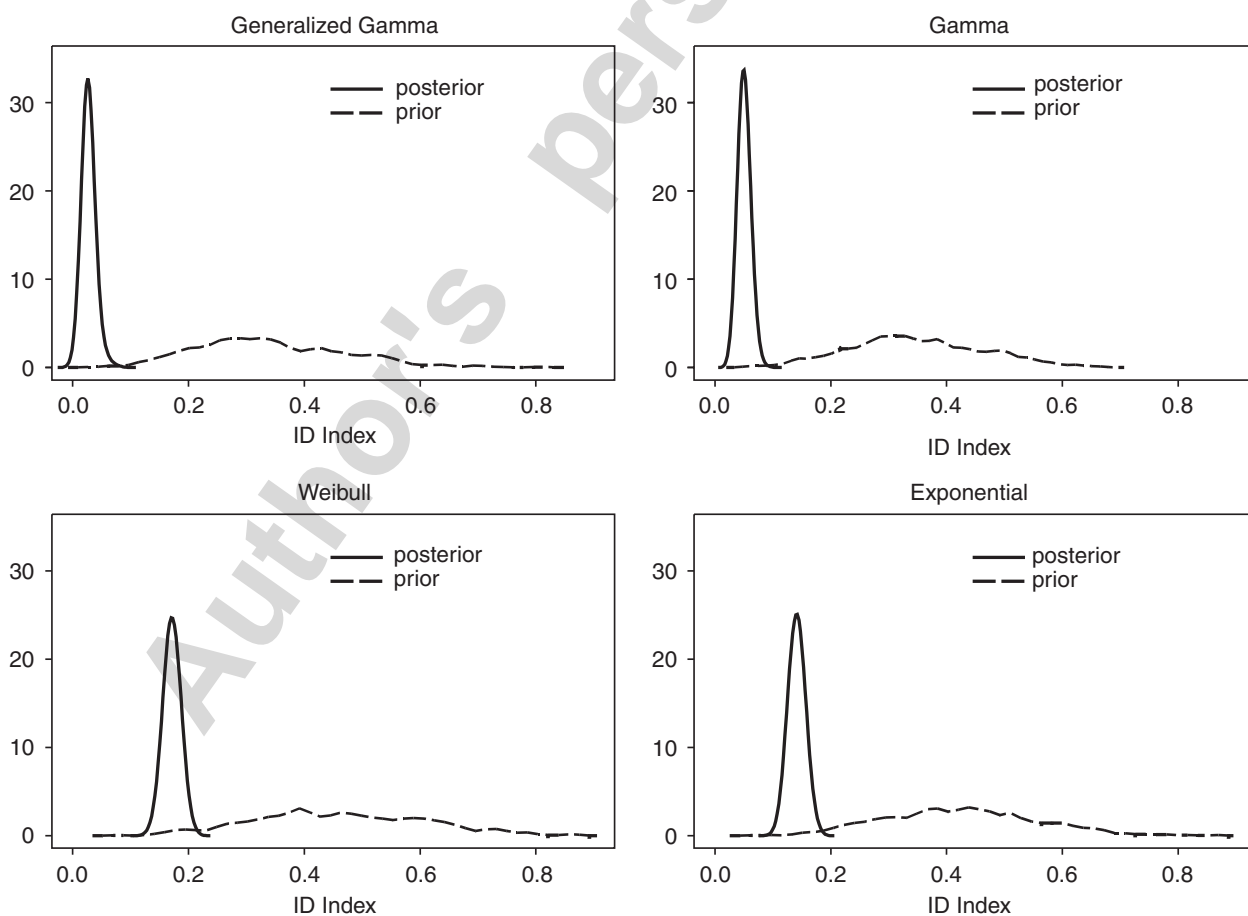 Generalized Gamma
posterior
prior
30
20
10
0
0.0 0.2 0.4 0.6 0.8
ID Index
Gamma
posterior
prior
30
20
10
0
0.0 0.2 0.4 0.6 0.8
ID Index
Weibull
posterior
prior
30
20
10
0
0.0 0.2 0.4 0.6 0.8
ID Index
Exponential
posterior
prior
30
20
10
0
0.0 0.2 0.4 0.6 0.8
ID Index
Author's pers